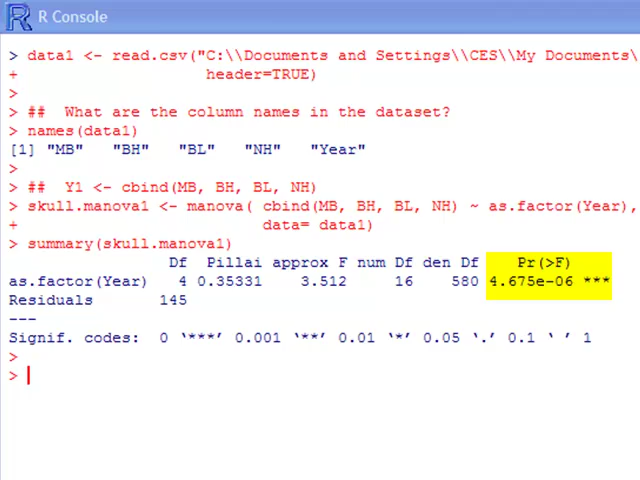 R R Console
> data1 <- read.csv("C:\\Documents and Settings\\CES\\My Documents\
+                       header=TRUE)
>
> ##  What are the column names in the dataset?
> names(data1)
[1] "MB"   "BH"   "BL"   "NH"   "Year"
>
> ##  Y1 <- cbind(MB, BH, BL, NH)
> skull.manova1 <- manova( cbind(MB, BH, BL, NH) ~ as.factor(Year),
+                              data= data1)
> summary(skull.manova1)
                   Df  Pillai approx F num Df den Df    Pr(>F)
as.factor(Year)   4 0.35331    3.512     16    580 4.675e-06 ***
Residuals       145
---
Signif. codes:  0 ‘***’ 0.001 ‘**’ 0.01 ‘*’ 0.05 ‘.’ 0.1 ‘ ’ 1
>
>